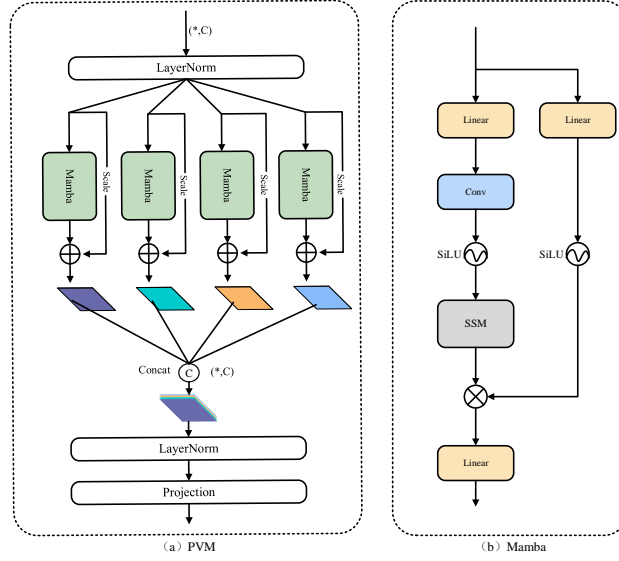 (*,C)
LayerNorm
Mamba
Scale
Mamba
Scale
Mamba
Scale
Mamba
Scale
Concat
C
(*,C)
LayerNorm
Projection
（a）PVM
Linear
Linear
Conv
SiLU
SiLU
SSM
Linear
（b）Mamba